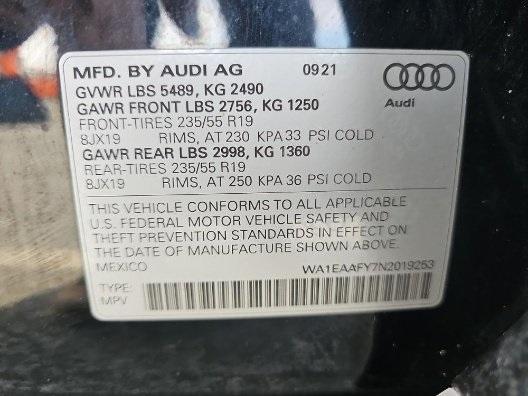 MFD. BY AUDI AG 09 21
GVWR LBS 5489, KG 2490
GAWR FRONT LBS 2756, KG 1250
FRONT-TIRES 235/55 R19
8JX19 RIMS, AT 230 KPA 33 PSI COLD
GAWR REAR LBS 2998, KG 1360
REAR-TIRES 235/55 R19
8JX19 RIMS, AT 250 KPA 36 PSI COLD
Audi
THIS VEHICLE CONFORMS TO ALL APPLICABLE
U.S. FEDERAL MOTOR VEHICLE SAFETY AND
THEFT PREVENTION STANDARDS IN EFFECT ON
THE DATE OF MANUFACTURE SHOWN ABOVE.
MEXICO WA1EAAFY7N2019253
TYPE:
MPV